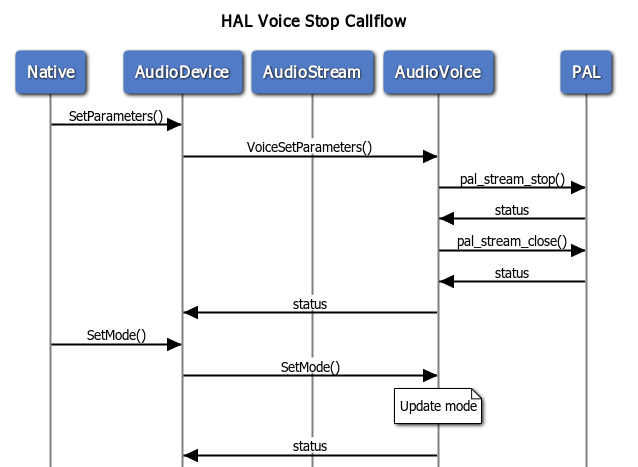 HAL Voice Stop Callflow
Native
AudioDevice
AudioStream
AudioVoice
PAL
SetParameters()
VoiceSetParameters()
pal_stream_stop()
status
pal_stream_close()
status
status
SetMode()
SetMode()
Update mode
status